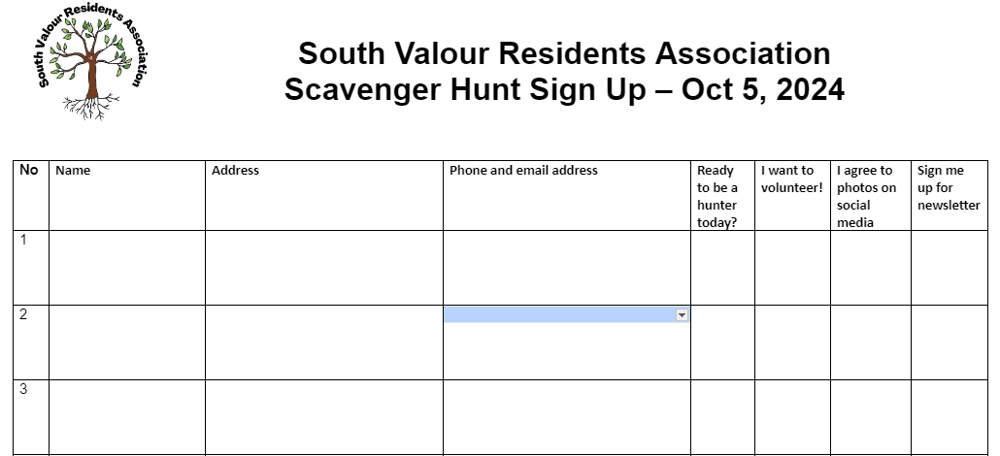 South Valour Residents Association
South Valour Residents Association
Scavenger Hunt Sign Up – Oct 5, 2024
No
Name
Address
Phone and email address
Ready
to be a
hunter
today?
I want to
volunteer!
I agree to
photos on
social
media
Sign me
up for
newsletter
1
2
3